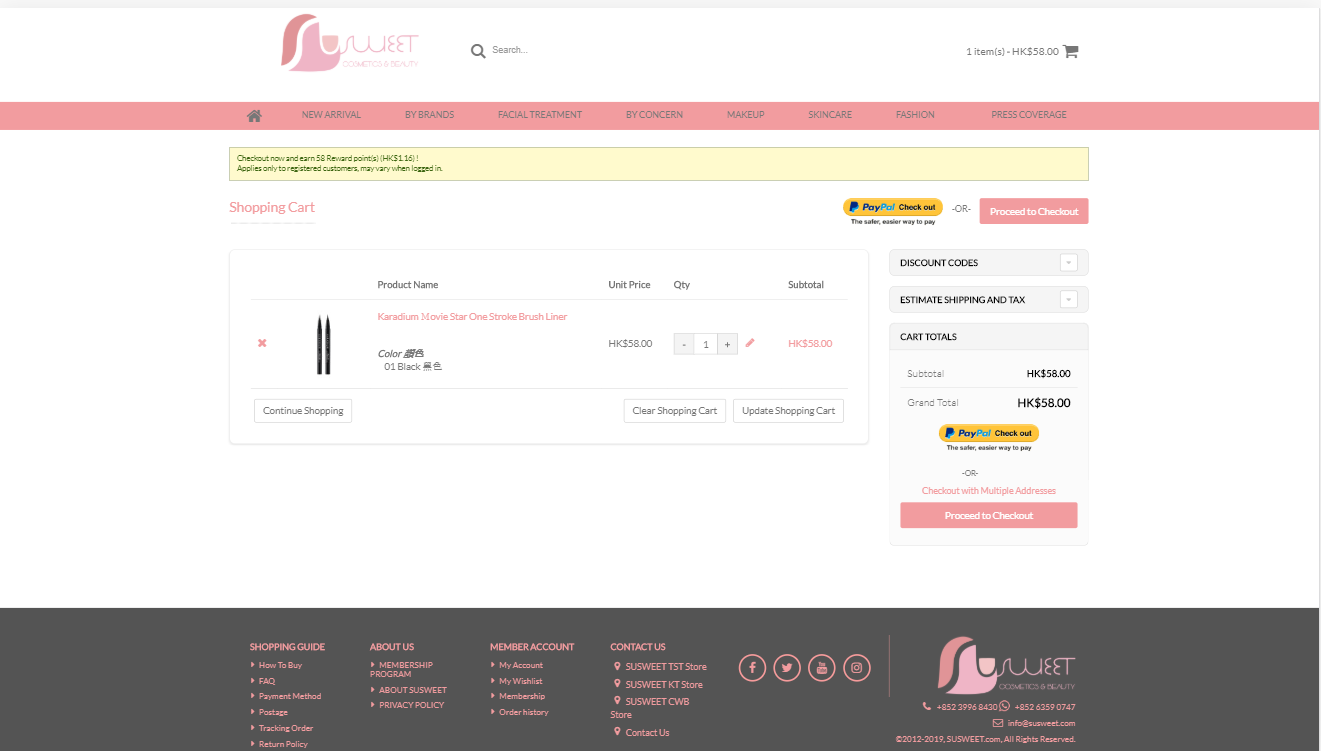 SUSWEET
COSMETICS & BEAUTY
Search...
1 item(s) - HK$58.00
NEW ARRIVAL
BY BRANDS
FACIAL TREATMENT
BY CONCERN
MAKEUP
SKINCARE
FASHION
PRESS COVERAGE
Checkout now and earn 58 Reward point(s) (HK$1.16) !
Applies only to registered customers, may vary when logged in.
Shopping Cart
PayPal Check out
The safer, easier way to pay
-OR-
Proceed to Checkout
Product Name
Unit Price
Qty
Subtotal
Karadium Movie Star One Stroke Brush Liner
Color 顏色
01 Black 黑色
HK$58.00
- 1 +
HK$58.00
Continue Shopping
Clear Shopping Cart
Update Shopping Cart
DISCOUNT CODES
ESTIMATE SHIPPING AND TAX
CART TOTALS
Subtotal HK$58.00
Grand Total HK$58.00
PayPal Check out
The safer, easier way to pay
-OR-
Checkout with Multiple Addresses
Proceed to Checkout
SHOPPING GUIDE
How To Buy
FAQ
Payment Method
Postage
Tracking Order
Return Policy
ABOUT US
MEMBERSHIP
PROGRAM
ABOUT SUSWEET
PRIVACY POLICY
MEMBER ACCOUNT
My Account
My Wishlist
Membership
Order history
CONTACT US
SUSWEET TST Store
SUSWEET KT Store
SUSWEET CWB
Store
Contact Us
SUSWEET
COSMETICS & BEAUTY
+852 3996 8430 +852 6359 0747
info@susweet.com
©2012-2019, SUSWEET.com, All Rights Reserved.